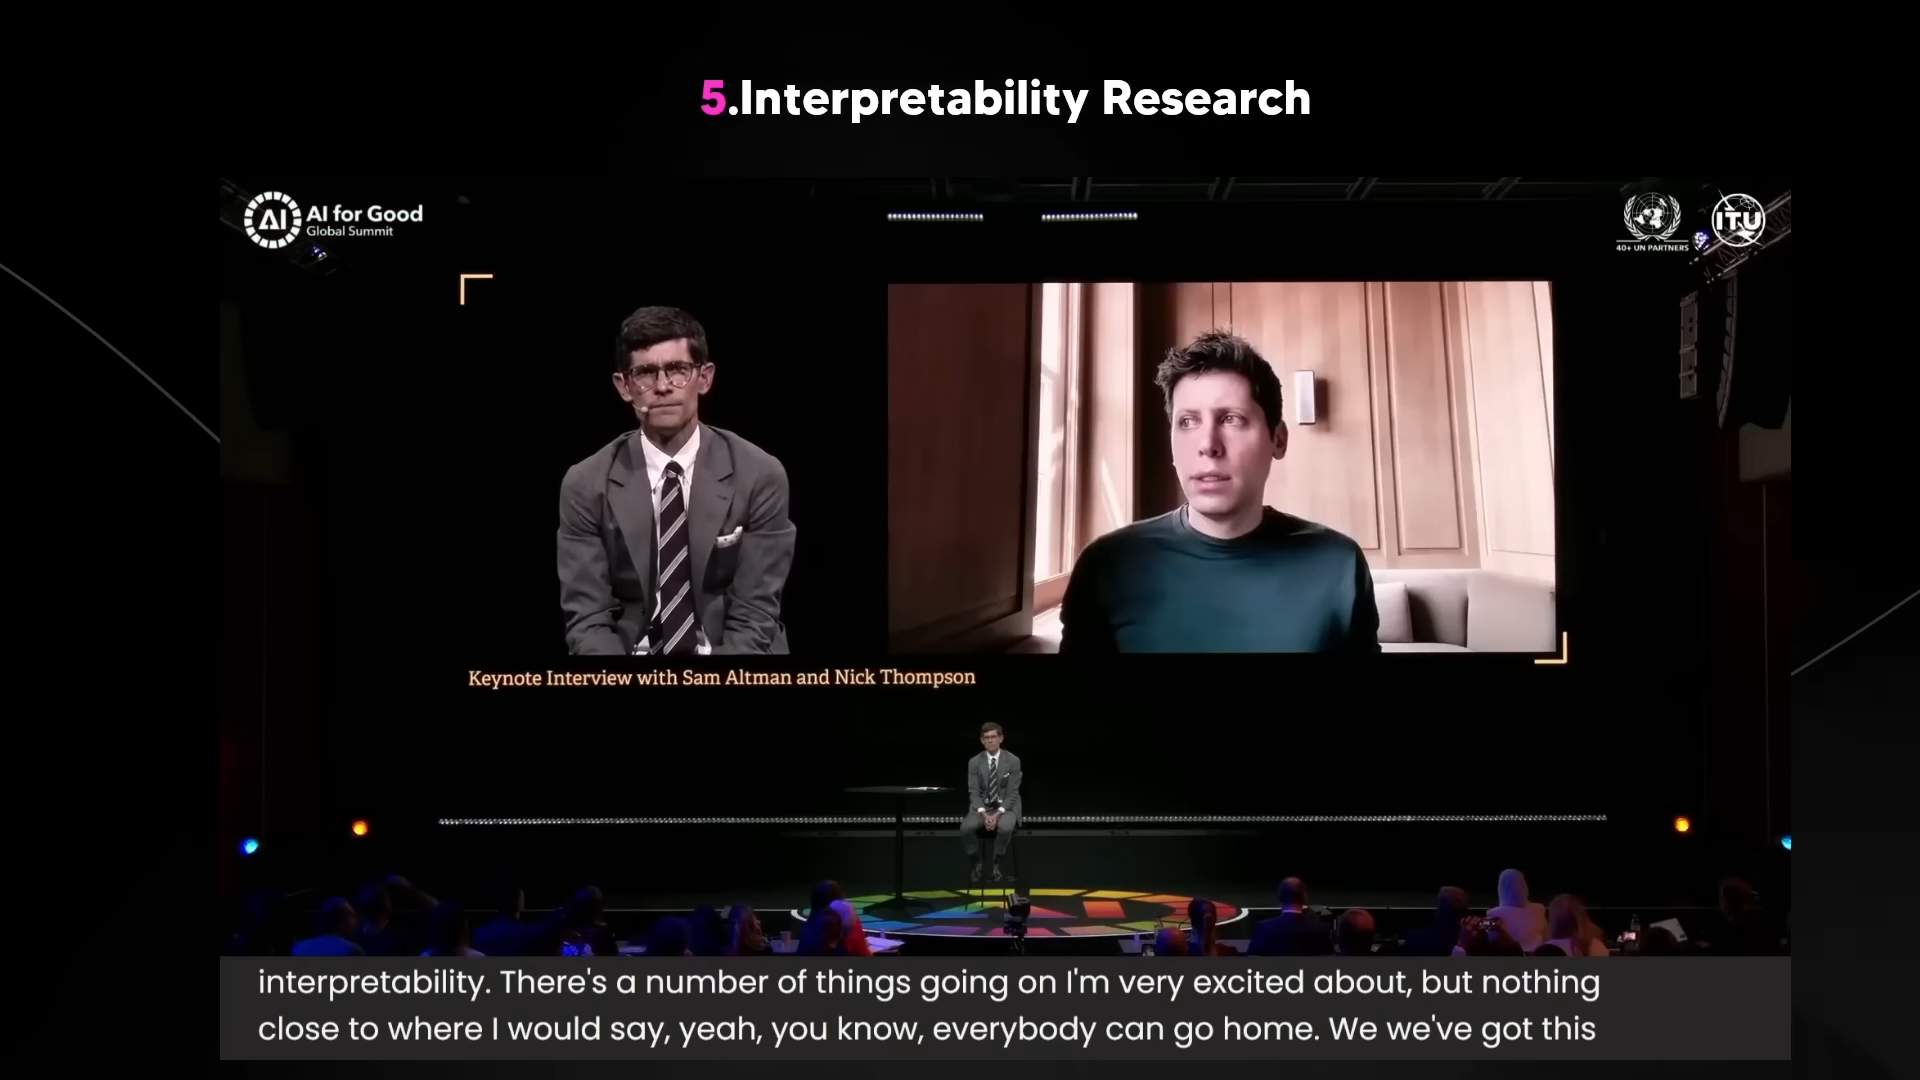 5.Interpretability Research
AI
AI for Good
Global Summit
40+ UN PARTNERS
ITU
Keynote Interview with Sam Altman and Nick Thompson
AI
interpretability. There's a number of things going on I'm very excited about, but nothing
close to where I would say, yeah, you know, everybody can go home. We we've got this